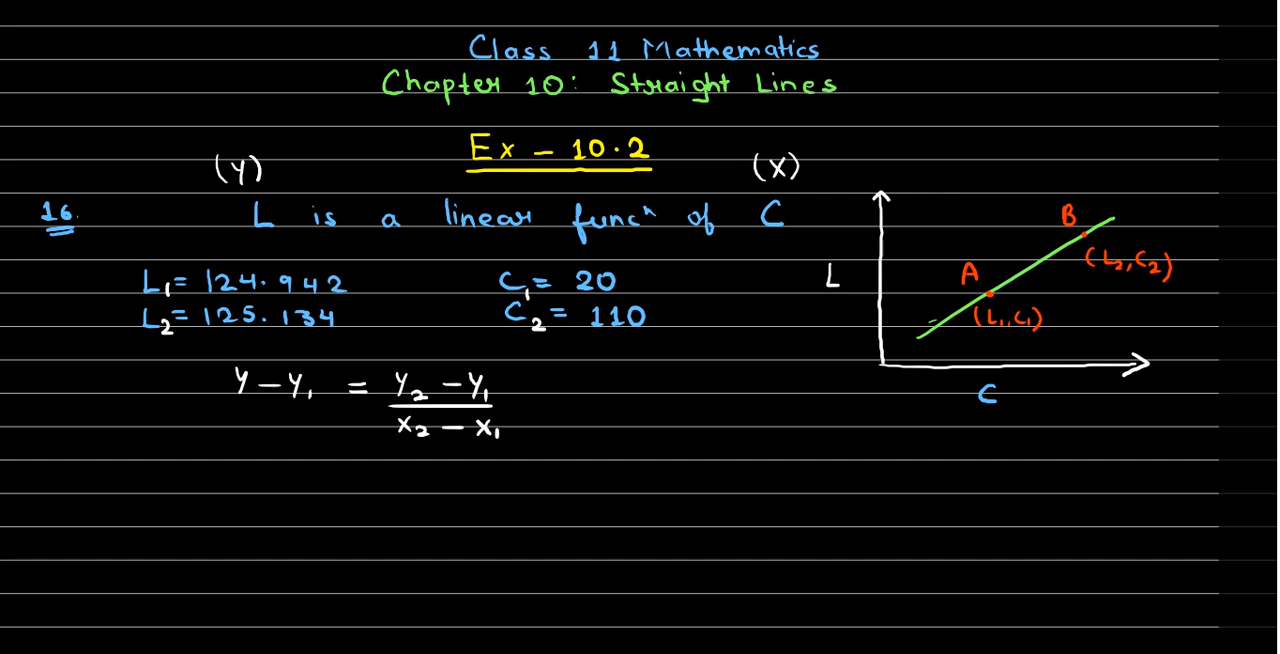 Class 11 Mathematics
Chapter 10: Straight Lines
Ex - 10.2
(Y) (X)
16. L is a linear funcⁿ of C
L₁ = 124.942 C₁ = 20
L₂ = 125.134 C₂ = 110
y - y₁ = y₂ - y₁
x₂ - x₁
B
(L₂, C₂)
A
L
(L₁, C₁)
C